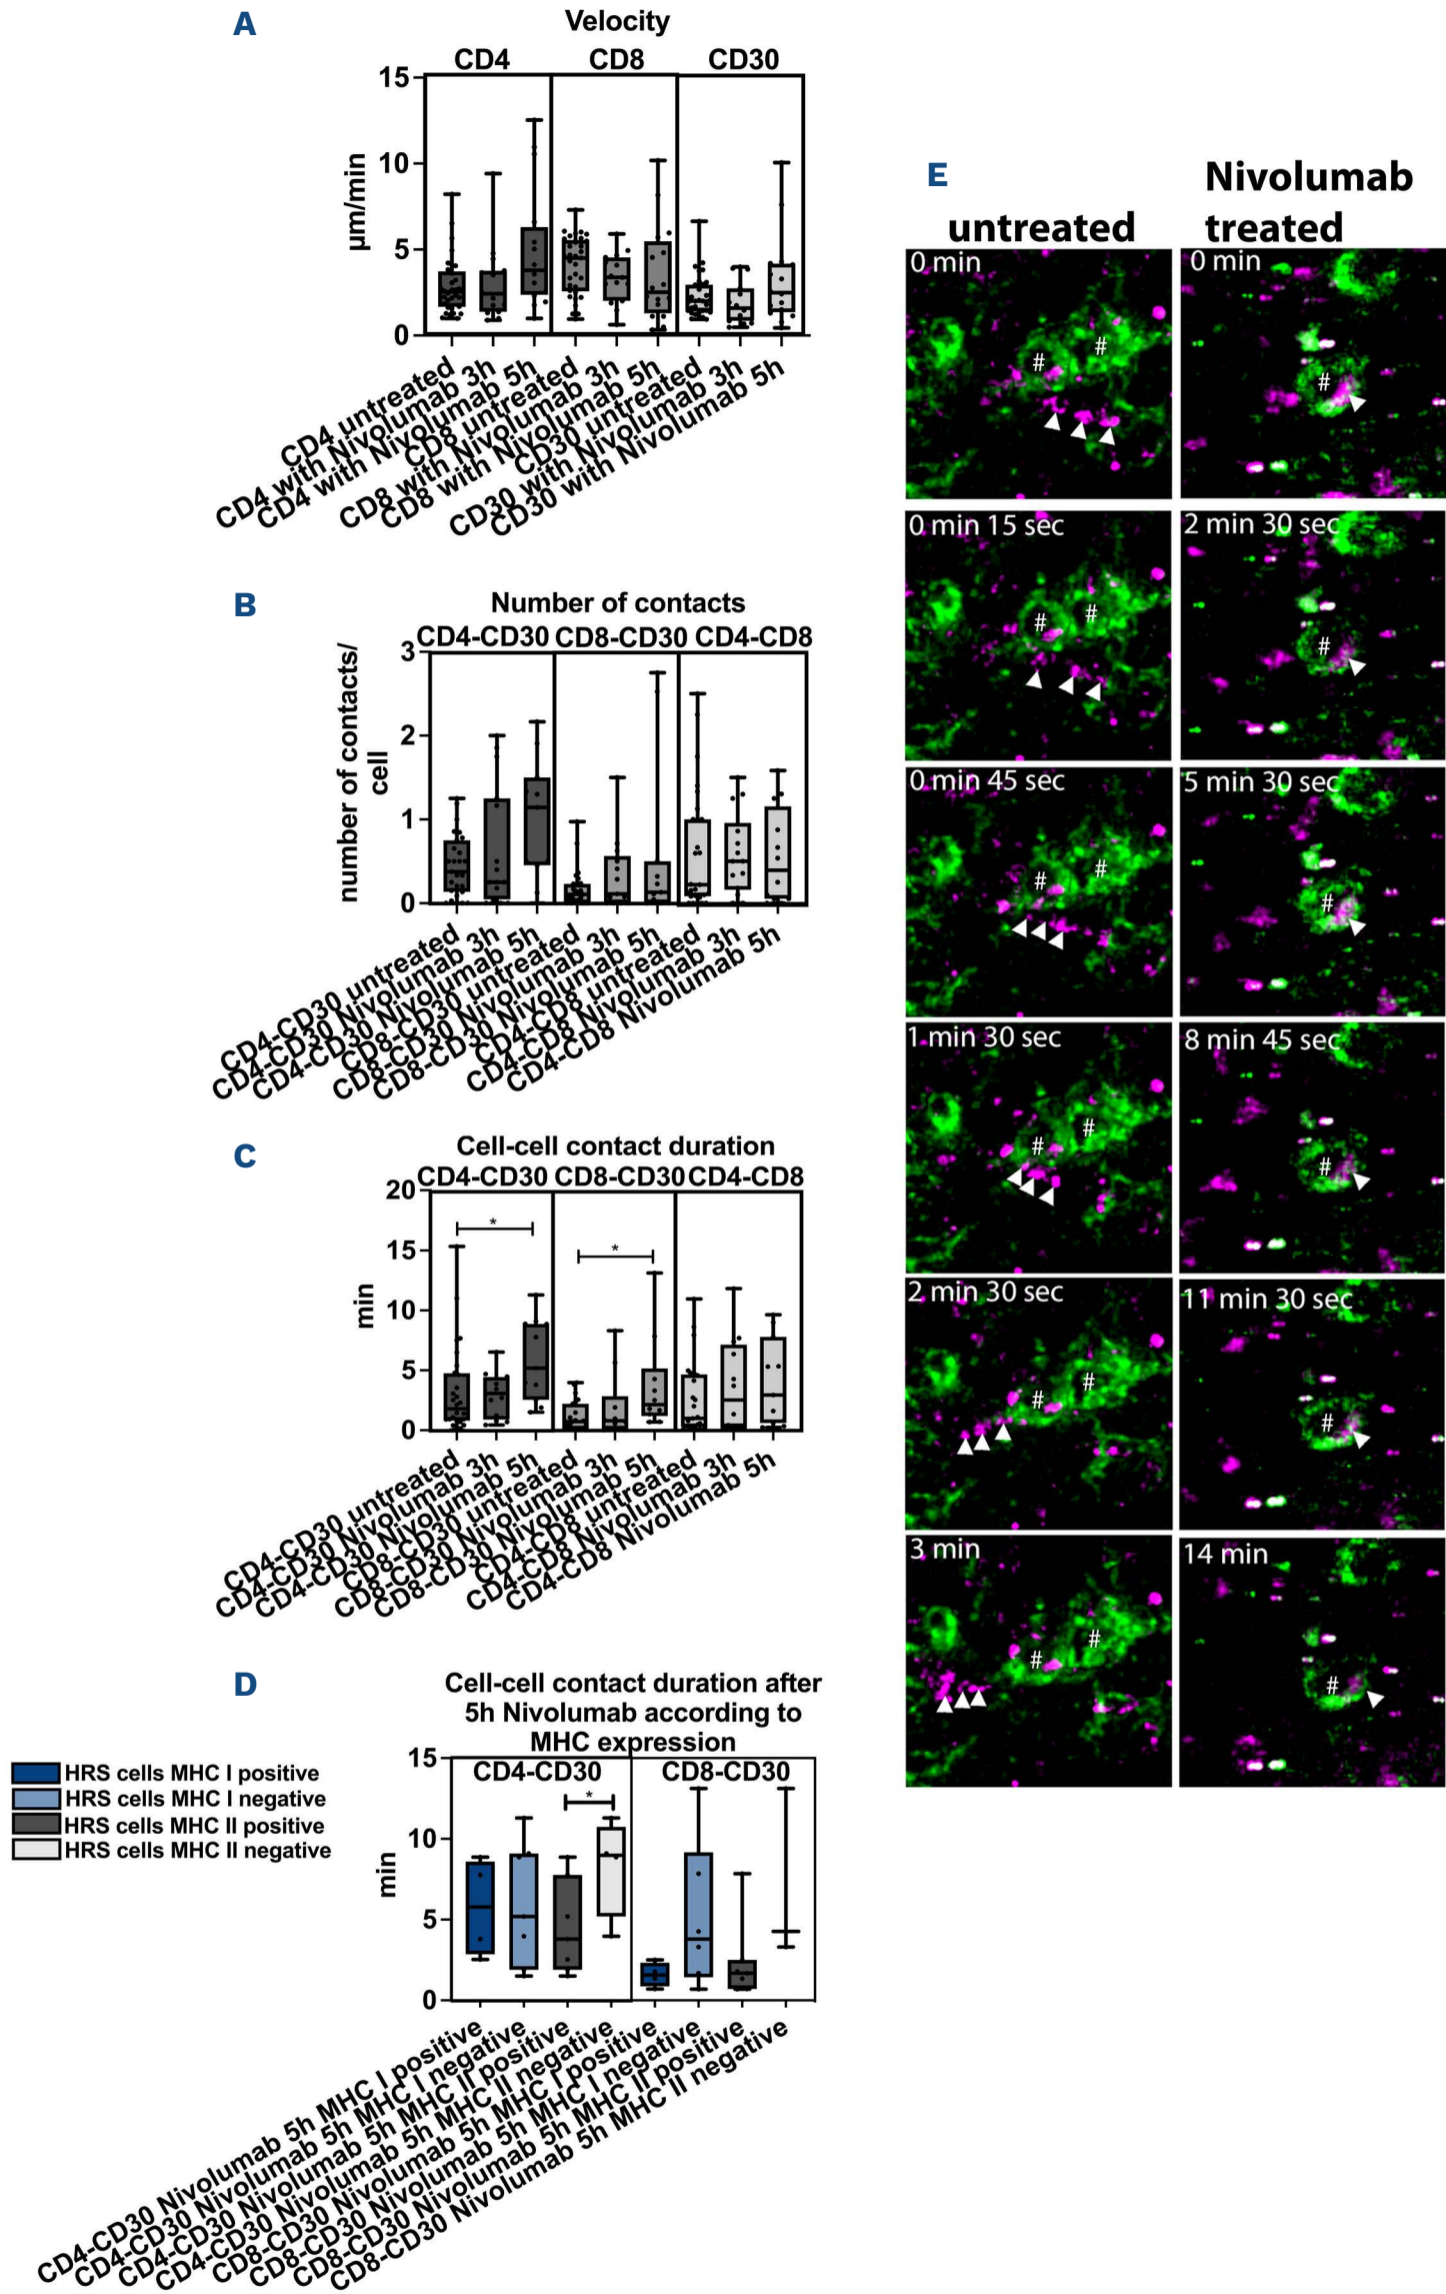 A
Velocity
CD4
CD8
CD30
15
10
5
0
µm/min
CD4 untreated
CD4 with Nivolumab 3h
CD4 with Nivolumab 5h
CD8 untreated
CD8 with Nivolumab 3h
CD8 with Nivolumab 5h
CD30 untreated
CD30 with Nivolumab 3h
CD30 with Nivolumab 5h
B
Number of contacts
CD4-CD30
CD8-CD30
CD4-CD8
3
2
1
0
number of contacts/
cell
CD4-CD30 untreated
CD4-CD30 Nivolumab 3h
CD4-CD30 Nivolumab 5h
CD8-CD30 untreated
CD8-CD30 Nivolumab 3h
CD8-CD30 Nivolumab 5h
CD4-CD8 untreated
CD4-CD8 Nivolumab 3h
CD4-CD8 Nivolumab 5h
C
Cell-cell contact duration
CD4-CD30
CD8-CD30
CD4-CD8
20
15
10
5
0
min
*
*
CD4-CD30 untreated
CD4-CD30 Nivolumab 3h
CD4-CD30 Nivolumab 5h
CD8-CD30 untreated
CD8-CD30 Nivolumab 3h
CD8-CD30 Nivolumab 5h
CD4-CD8 untreated
CD4-CD8 Nivolumab 3h
CD4-CD8 Nivolumab 5h
D
Cell-cell contact duration after
5h Nivolumab according to
MHC expression
HRS cells MHC I positive
HRS cells MHC I negative
HRS cells MHC II positive
HRS cells MHC II negative
CD4-CD30
CD8-CD30
15
10
5
0
min
*
CD4-CD30 Nivolumab 5h MHC I positive
CD4-CD30 Nivolumab 5h MHC I negative
CD4-CD30 Nivolumab 5h MHC II positive
CD4-CD30 Nivolumab 5h MHC II negative
CD8-CD30 Nivolumab 5h MHC I positive
CD8-CD30 Nivolumab 5h MHC I negative
CD8-CD30 Nivolumab 5h MHC II positive
CD8-CD30 Nivolumab 5h MHC II negative
E
untreated
Nivolumab
treated
0 min
# #
0 min
#
0 min 15 sec
# #
2 min 30 sec
#
0 min 45 sec
# #
5 min 30 sec
#
1 min 30 sec
# #
8 min 45 sec
#
2 min 30 sec
# #
11 min 30 sec
#
3 min
# #
14 min
#